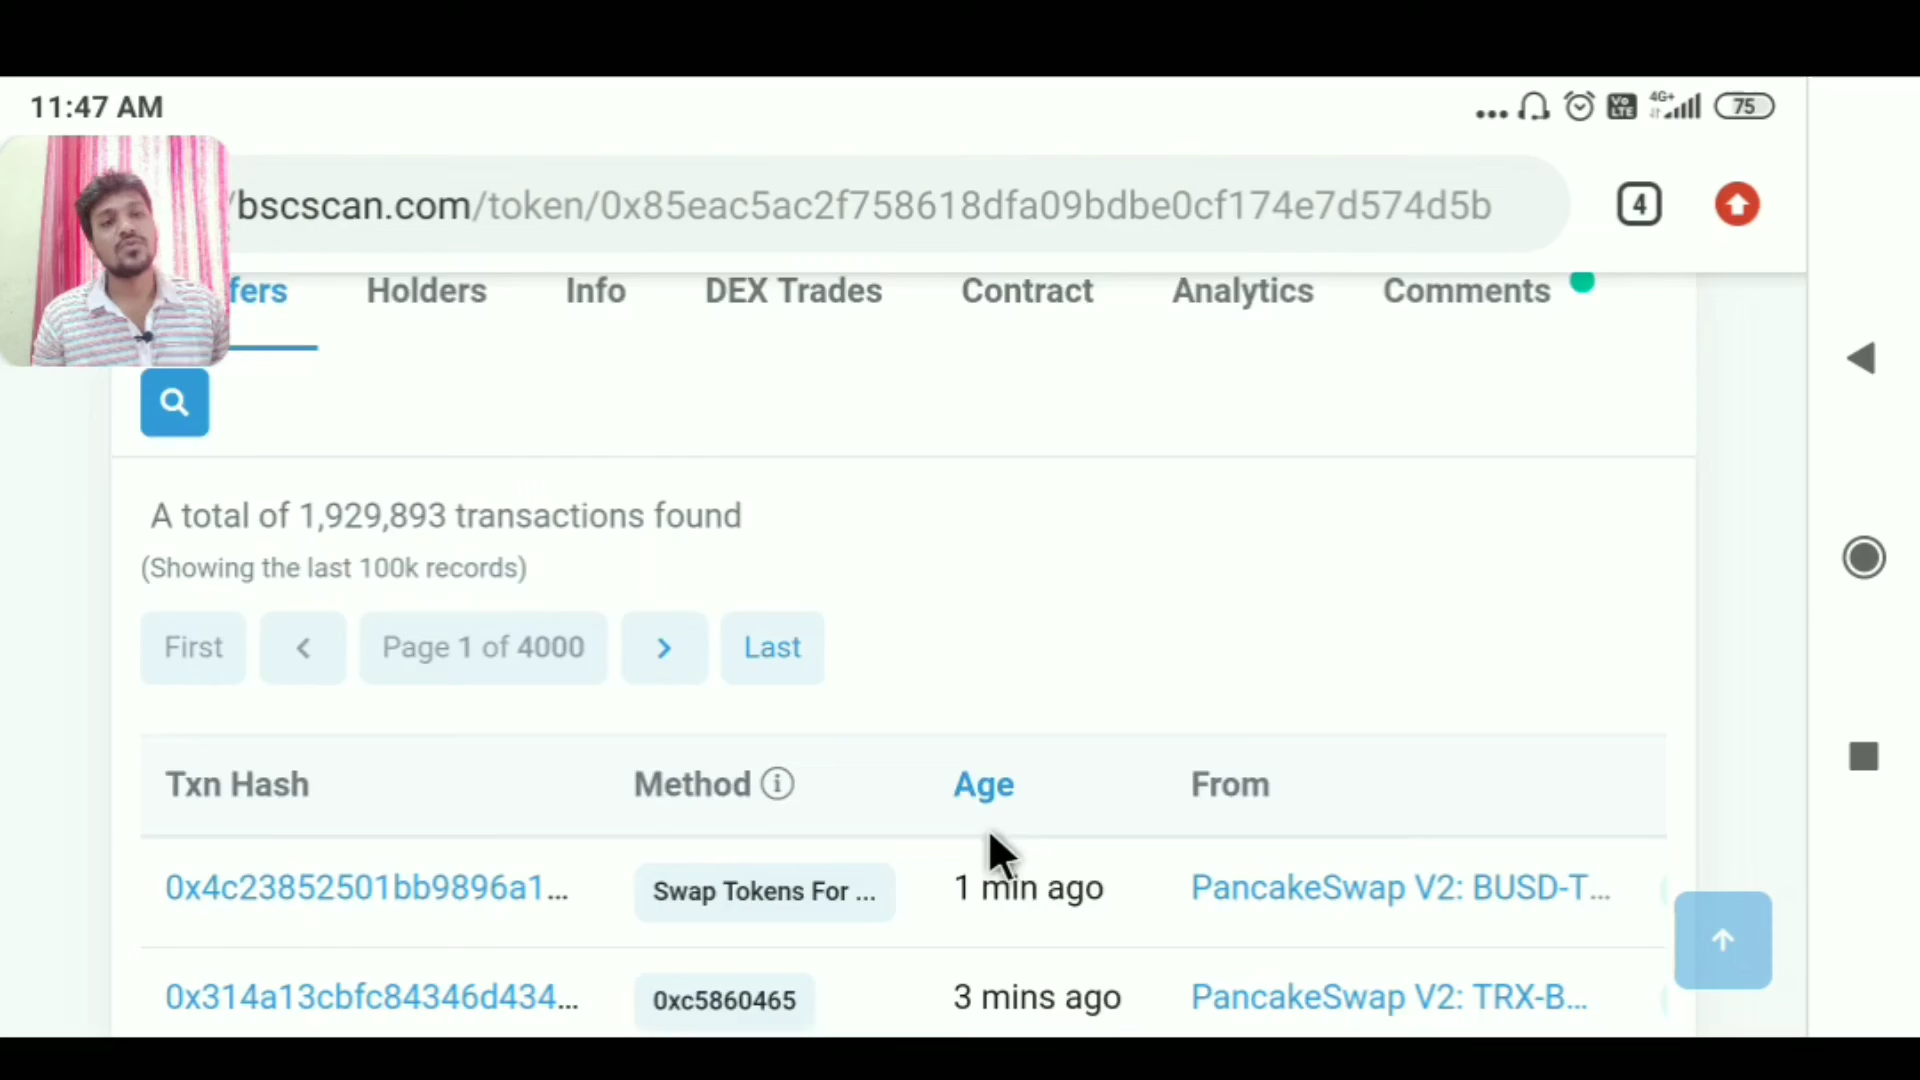 11:47 AM
Vo LTE
4G+
75
/bscscan.com/token/0x85eac5ac2f758618dfa09bdbe0cf174e7d574d5b
4
fers Holders Info DEX Trades Contract Analytics Comments
A total of 1,929,893 transactions found
(Showing the last 100k records)
First < Page 1 of 4000 > Last
Txn Hash Method i Age From
0x4c23852501bb9896a1... Swap Tokens For ... 1 min ago PancakeSwap V2: BUSD-T...
0x314a13cbfc84346d434... 0xc5860465 3 mins ago PancakeSwap V2: TRX-B...